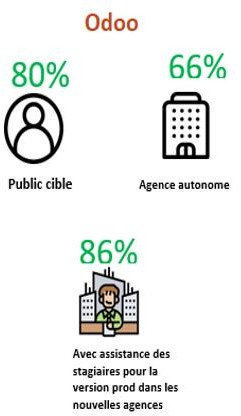 Odoo
80%
66%
Public cible
Agence autonome
86%
Avec assistance des
stagiaires pour la
version prod dans les
nouvelles agences